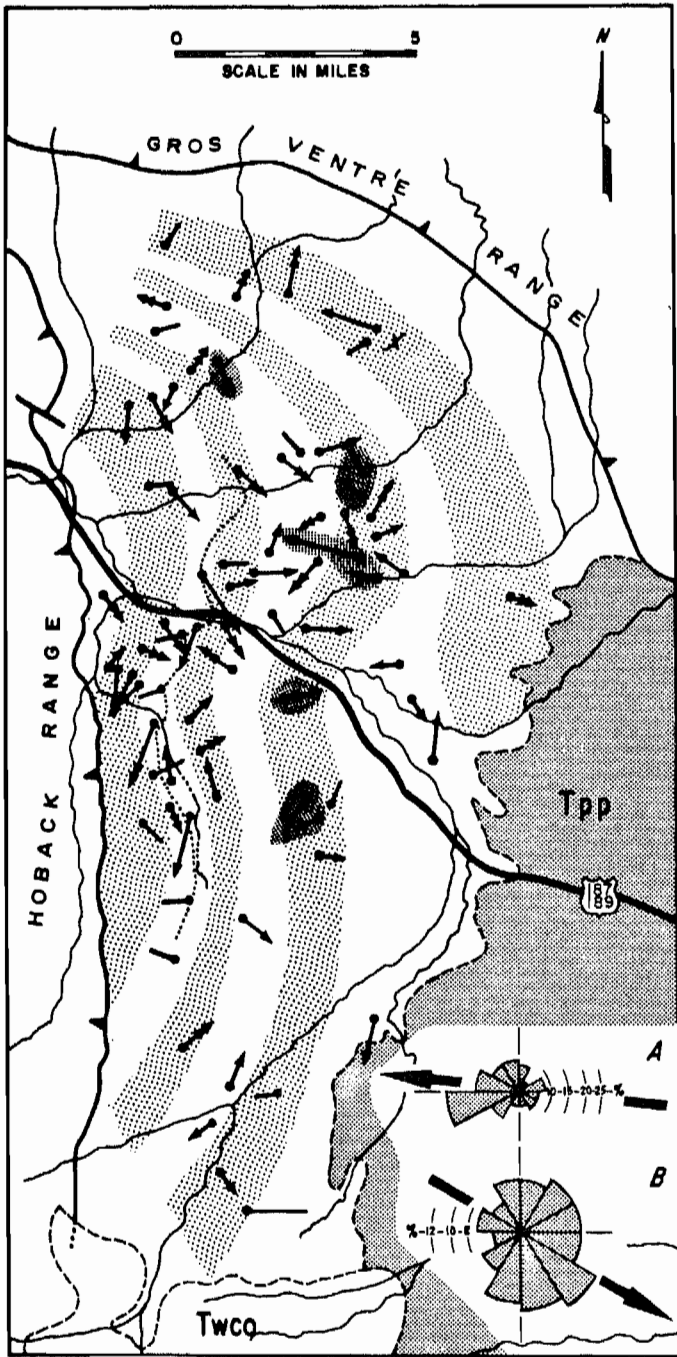 0 5
SCALE IN MILES
N
GROS VENTRE RANGE
HOBACK RANGE
Tpp
187
89
A
10-15-20-25-%
B
%-12-10-8
Twco